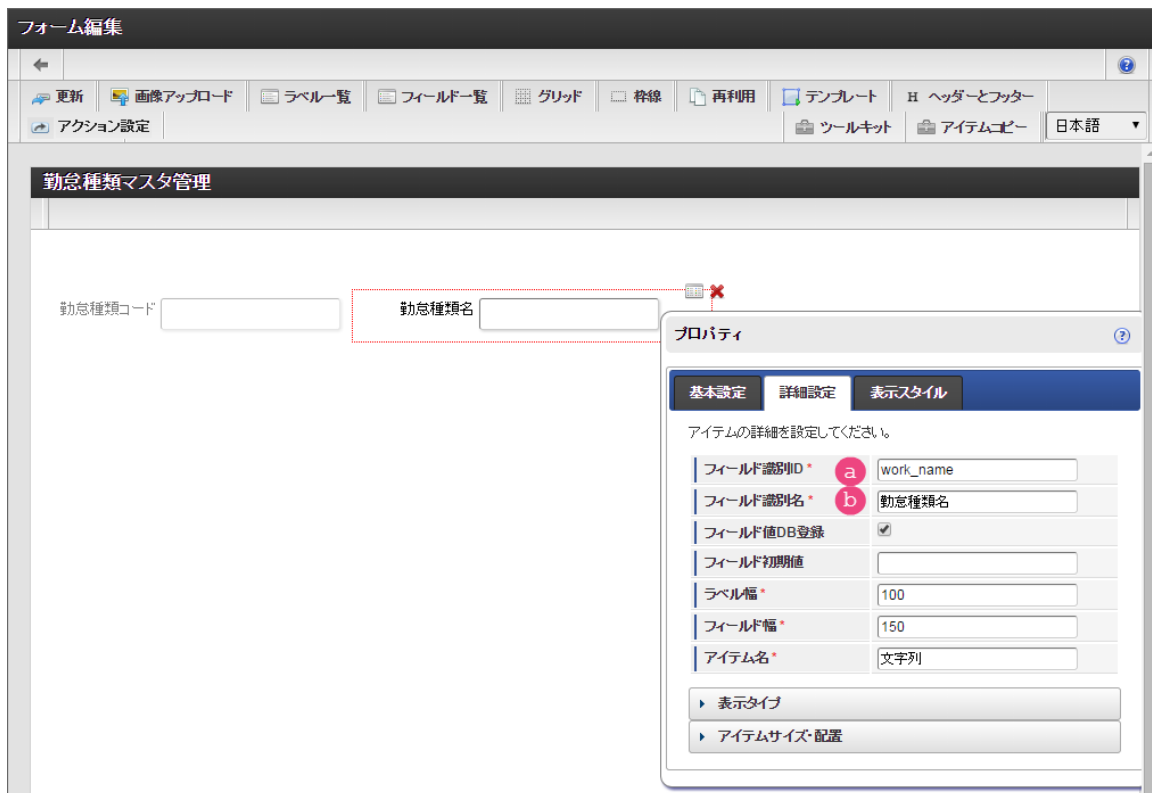 フォーム編集
更新 画像アップロード ラベル一覧 フィールド一覧 グリッド 枠線 再利用 テンプレート H ヘッダーとフッター
アクション設定 ツールキット アイテムコピー 日本語
勤怠種類マスタ管理
勤怠種類コード 勤怠種類名
プロパティ
基本設定 詳細設定 表示スタイル
アイテムの詳細を設定してください。
フィールド識別ID* a work_name
フィールド識別名* b 勤怠種類名
フィールド値DB登録
フィールド初期値
ラベル幅* 100
フィールド幅* 150
アイテム名* 文字列
表示タイプ
アイテムサイズ・配置